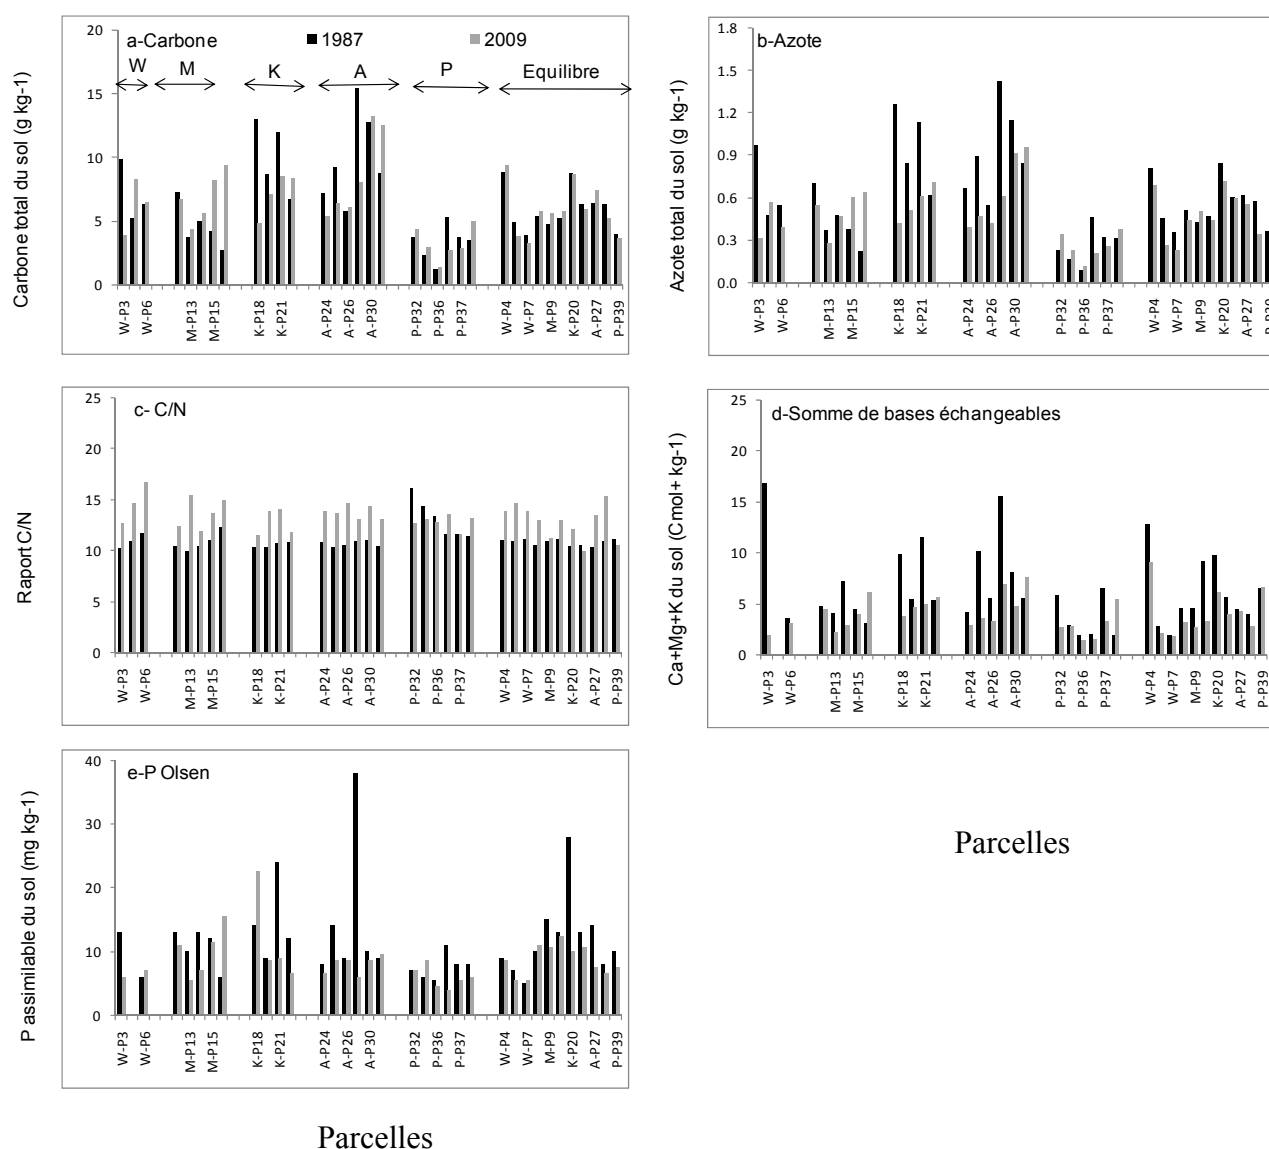 a-Carbone
1987
2009
W
M
K
A
P
Equilibre
Carbone total du sol (g kg-1)
20
15
10
5
0
W-P3
W-P6
M-P13
M-P15
K-P18
K-P21
A-P24
A-P26
A-P30
P-P32
P-P36
P-P37
W-P4
W-P7
M-P9
K-P20
A-P27
P-P39
b-Azote
Azote total du sol (g kg-1)
1.8
1.5
1.2
0.9
0.6
0.3
0.0
W-P3
W-P6
M-P13
M-P15
K-P18
K-P21
A-P24
A-P26
A-P30
P-P32
P-P36
P-P37
W-P4
W-P7
M-P9
K-P20
A-P27
c- C/N
Raport C/N
25
20
15
10
5
0
W-P3
W-P6
M-P13
M-P15
K-P18
K-P21
A-P24
A-P26
A-P30
P-P32
P-P36
P-P37
W-P4
W-P7
M-P9
K-P20
A-P27
P-P39
d-Somme de bases échangeables
Ca+Mg+K du sol (Cmol+ kg-1)
25
20
15
10
5
0
W-P3
W-P6
M-P13
M-P15
K-P18
K-P21
A-P24
A-P26
A-P30
P-P32
P-P36
P-P37
W-P4
W-P7
M-P9
K-P20
A-P27
P-P39
e-P Olsen
P assimilable du sol (mg kg-1)
40
30
20
10
0
W-P3
W-P6
M-P13
M-P15
K-P18
K-P21
A-P24
A-P26
A-P30
P-P32
P-P36
P-P37
W-P4
W-P7
M-P9
K-P20
A-P27
P-P39
Parcelles
Parcelles